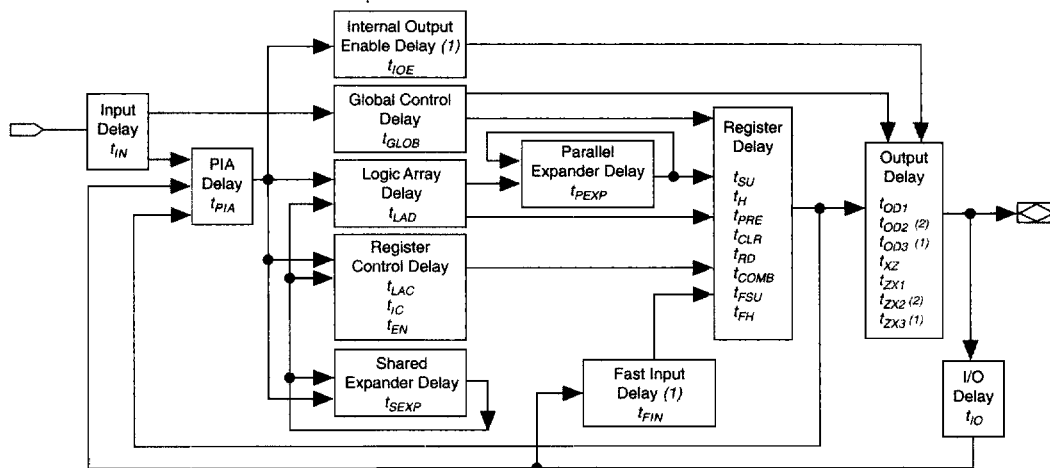 Internal Output
Enable Delay (1)
tIOE
Input
Delay
tIN
Global Control
Delay
tGLOB
Register
Delay
tSU
tH
tPRE
tCLR
tRD
tCOMB
tFSU
tFH
PIA
Delay
tPIA
Logic Array
Delay
tLAD
Parallel
Expander Delay
tPEXP
Output
Delay
tOD1
tOD2 (2)
tOD3 (1)
tXZ
tZX1
tZX2 (2)
tZX3 (1)
Register
Control Delay
tLAC
tIC
tEN
Shared
Expander Delay
tSEXP
Fast Input
Delay (1)
tFIN
I/O
Delay
tIO